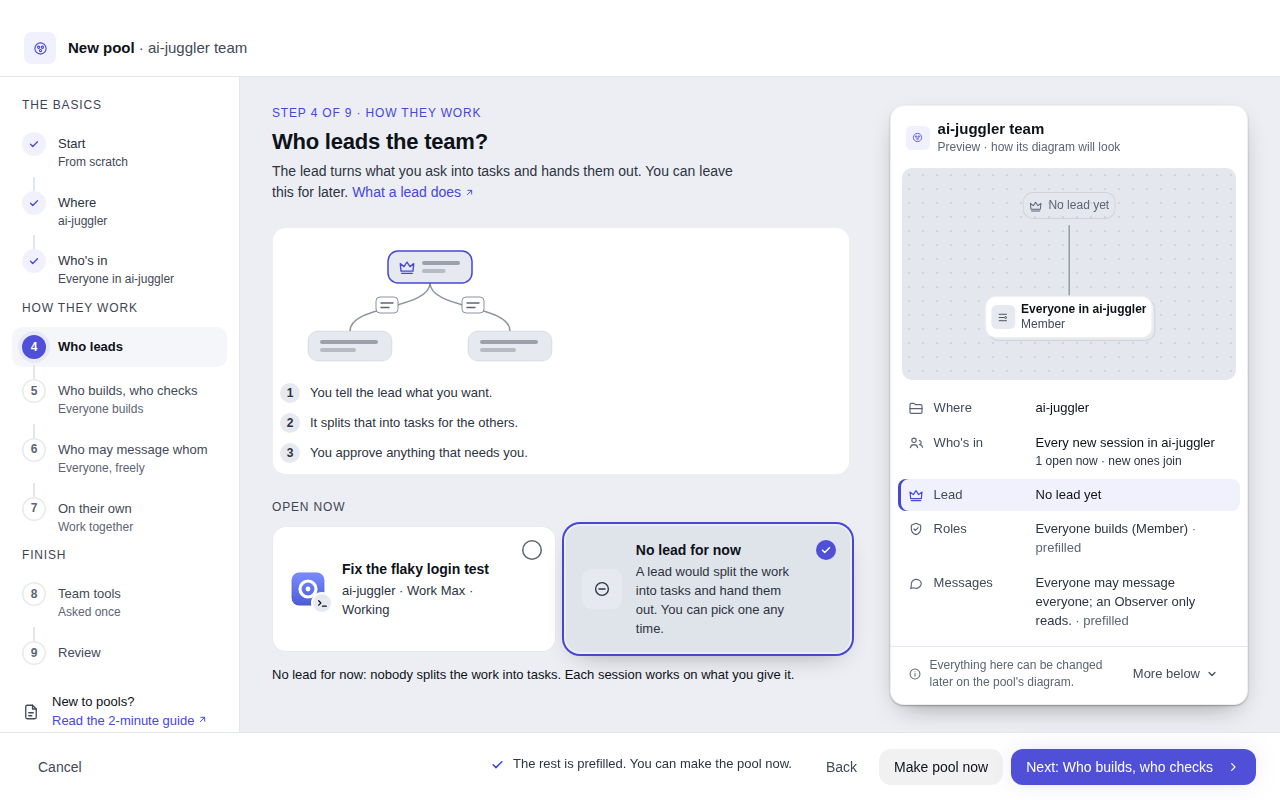 New pool · ai-juggler team
THE BASICS
Start
From scratch
Where
ai-juggler
Who's in
Everyone in ai-juggler
HOW THEY WORK
4 Who leads
5 Who builds, who checks
Everyone builds
6 Who may message whom
Everyone, freely
7 On their own
Work together
FINISH
8 Team tools
Asked once
9 Review
New to pools?
Read the 2-minute guide
STEP 4 OF 9 · HOW THEY WORK
Who leads the team?
The lead turns what you ask into tasks and hands them out. You can leave
this for later. What a lead does
1 You tell the lead what you want.
2 It splits that into tasks for the others.
3 You approve anything that needs you.
OPEN NOW
Fix the flaky login test
ai-juggler · Work Max ·
Working
No lead for now
A lead would split the work
into tasks and hand them
out. You can pick one any
time.
No lead for now: nobody splits the work into tasks. Each session works on what you give it.
ai-juggler team
Preview · how its diagram will look
No lead yet
Everyone in ai-juggler
Member
Where ai-juggler
Who's in Every new session in ai-juggler
1 open now · new ones join
Lead No lead yet
Roles Everyone builds (Member) ·
prefilled
Messages Everyone may message
everyone; an Observer only
reads. · prefilled
Everything here can be changed
later on the pool's diagram.
More below
Cancel
The rest is prefilled. You can make the pool now.
Back
Make pool now
Next: Who builds, who checks